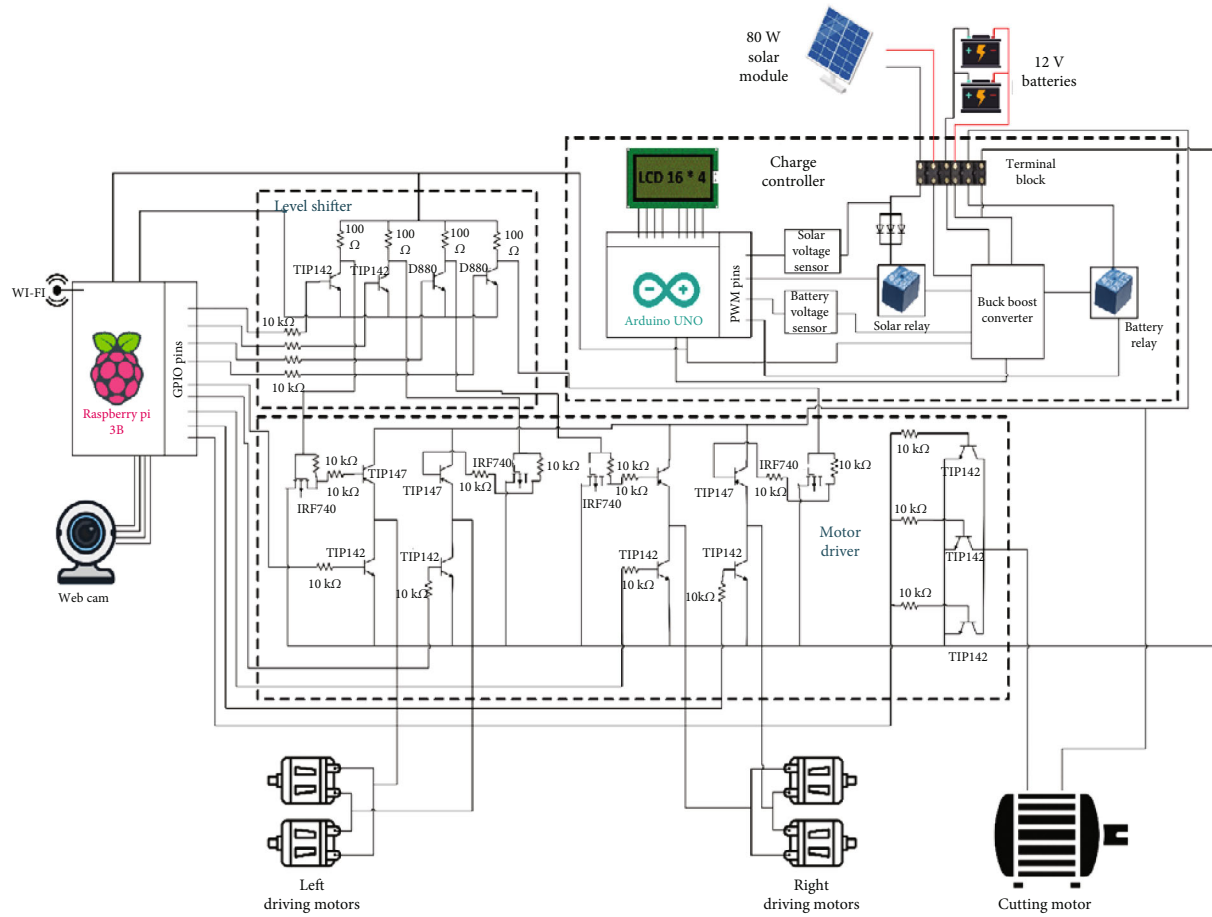 80 W
solar
module
12 V
batteries
Charge
controller
Terminal
block
LCD 16 * 4
Level shifter
100
Ω
100
Ω
100
Ω
100
Ω
TIP142
TIP142
D880
D880
Solar
voltage
sensor
PWM pins
Arduino UNO
Battery
voltage
sensor
Solar relay
Buck boost
converter
Battery
relay
WI-FI
GPIO pins
Raspberry pi
3B
10 kΩ
10 kΩ
Web cam
10 kΩ
10 kΩ
TIP147
IRF740
TIP147
10 kΩ
IRF740
10 kΩ
10 kΩ
10 kΩ
IRF740
TIP147
IRF740
10 kΩ
10 kΩ
10 kΩ
TIP142
Motor
driver
TIP142
10 kΩ
TIP142
10 kΩ
TIP142
10 kΩ
TIP142
10kΩ
10 kΩ
TIP142
10 kΩ
TIP142
Left
driving motors
Right
driving motors
Cutting motor